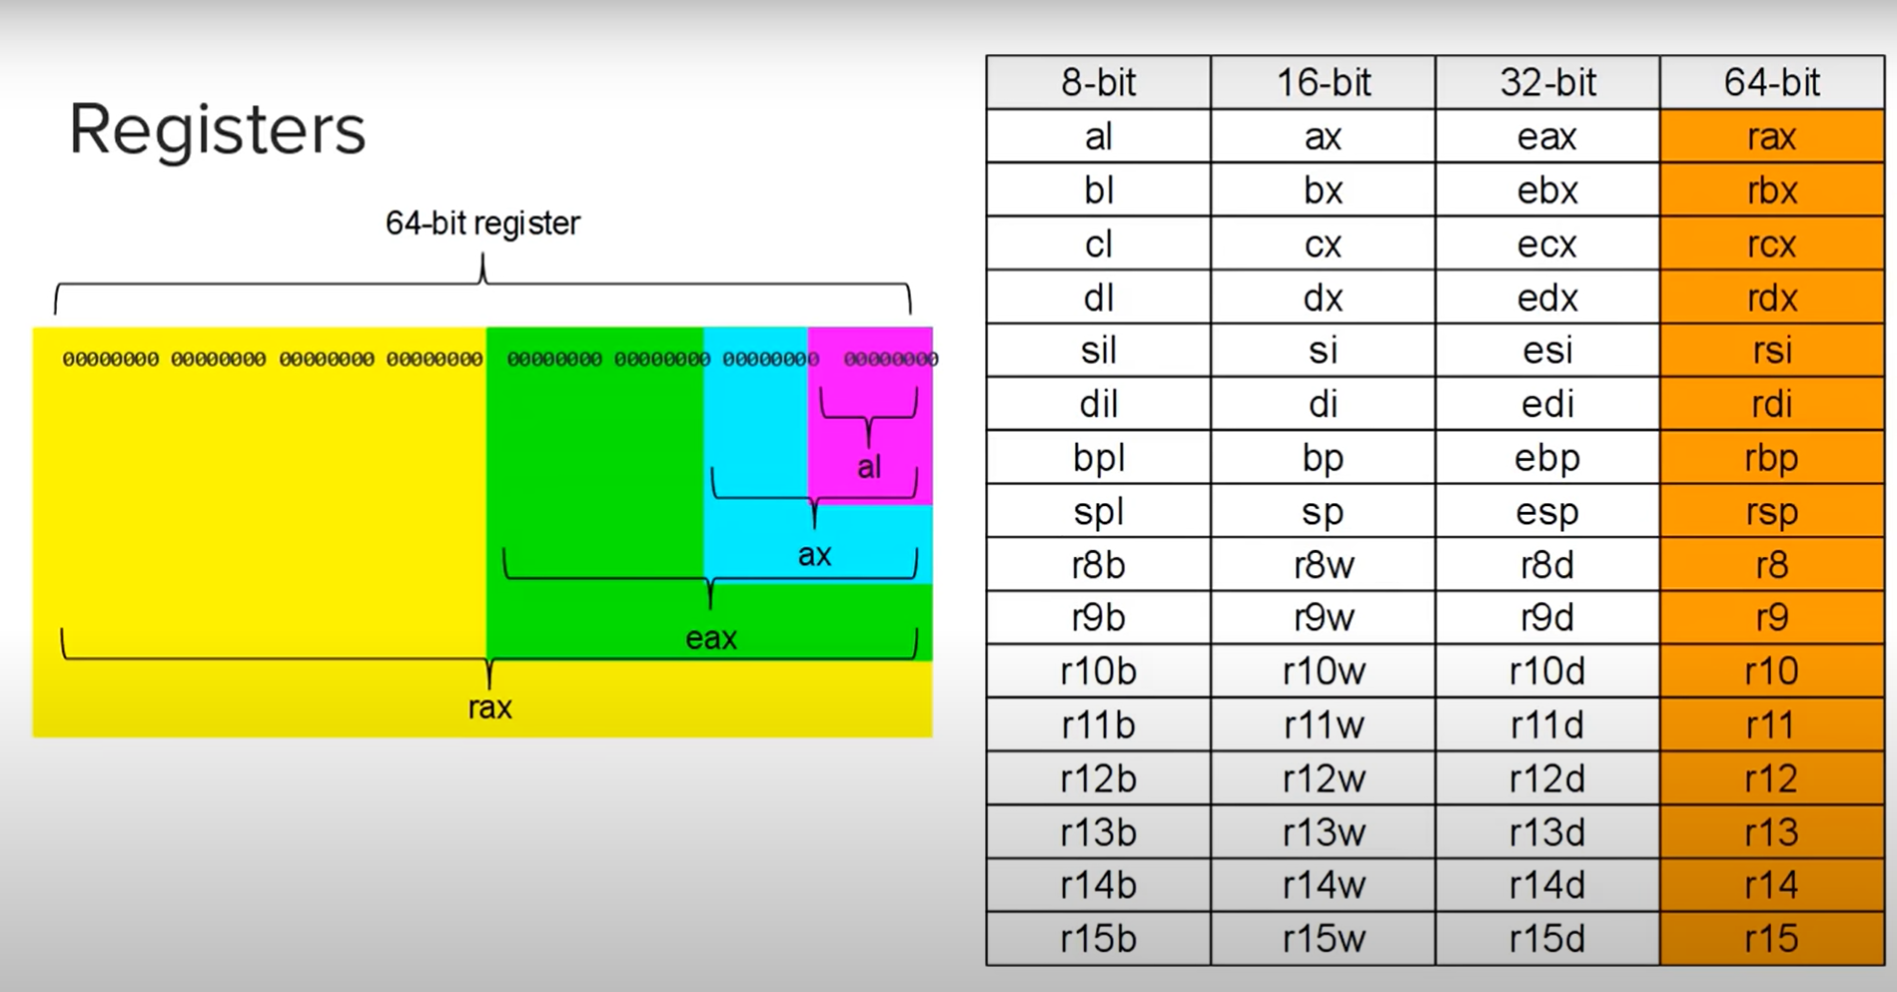 Registers
64-bit register
00000000 00000000 00000000 00000000 00000000 00000000 00000000 00000000
al
ax
eax
rax
8-bit 16-bit 32-bit 64-bit
al ax eax rax
bl bx ebx rbx
cl cx ecx rcx
dl dx edx rdx
sil si esi rsi
dil di edi rdi
bpl bp ebp rbp
spl sp esp rsp
r8b r8w r8d r8
r9b r9w r9d r9
r10b r10w r10d r10
r11b r11w r11d r11
r12b r12w r12d r12
r13b r13w r13d r13
r14b r14w r14d r14
r15b r15w r15d r15